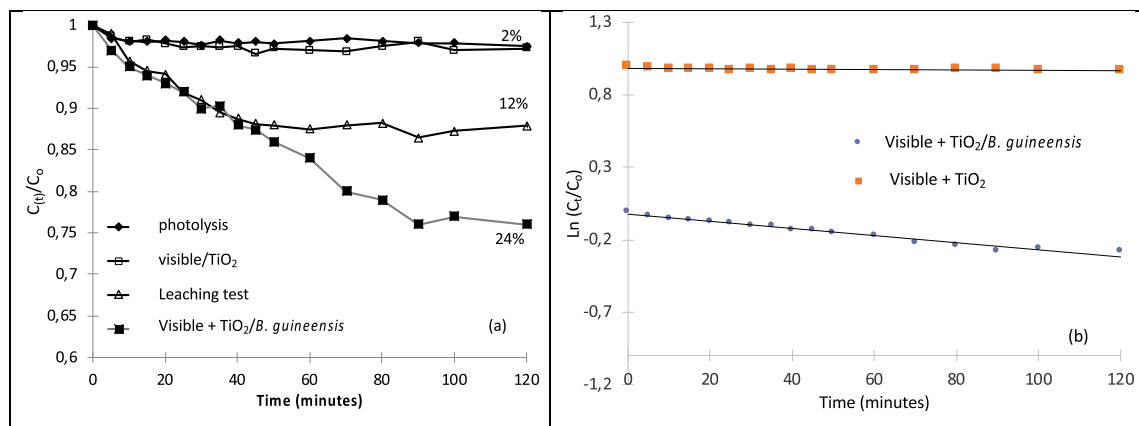 1
0,95
0,9
0,85
0,8
0,75
0,7
0,65
0,6
C(t)/Co
2%
12%
24%
photolysis
visible/TiO2
Leaching test
Visible + TiO2/B. guineensis
(a)
0 20 40 60 80 100 120
Time (minutes)
0,8
0,3
-0,2
-0,7
-1,2
Ln (Ct/Co)
Visible + TiO2/B. guineensis
Visible + TiO2
(b)
0 20 40 60 80 100 120
Time (minutes)